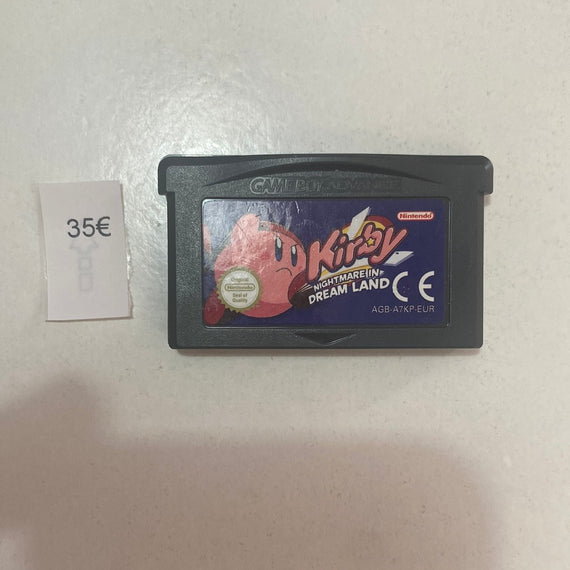 35€
GAME BOY ADVANCE
Nintendo
Kirby
NIGHTMARE IN
DREAM LAND
Original
Nintendo
Seal of
Quality
CE
AGB-A7KP-EUR